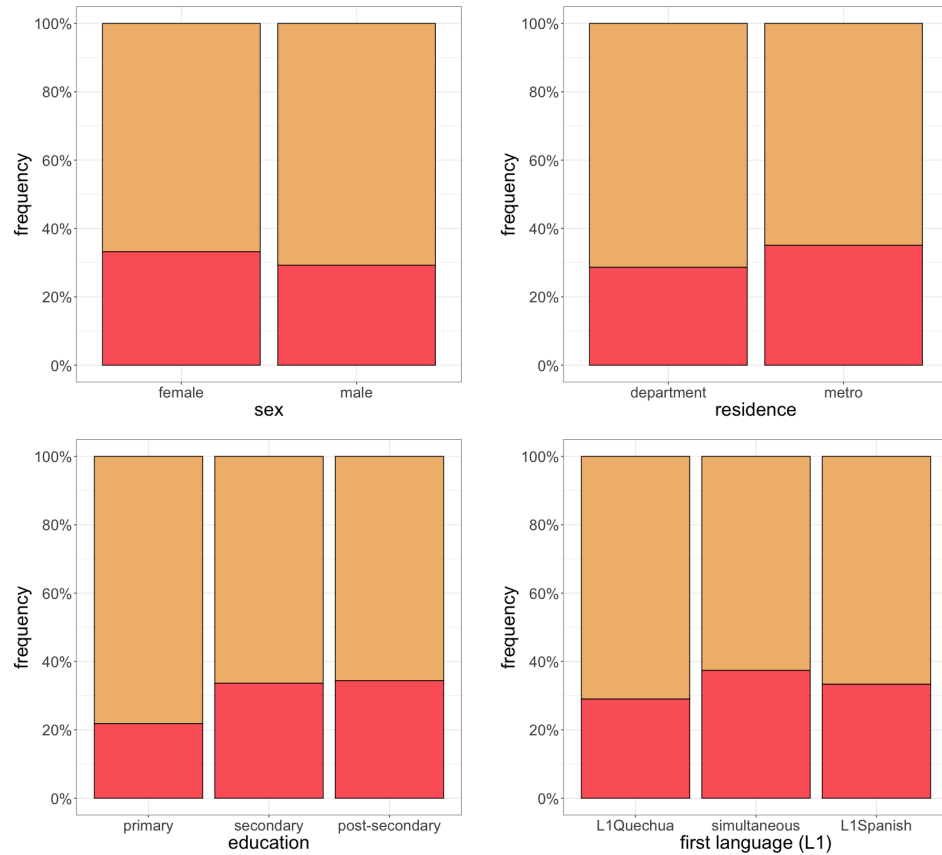 100%
80%
60%
40%
20%
0%
frequency
female male
sex
100%
80%
60%
40%
20%
0%
frequency
department metro
residence
100%
80%
60%
40%
20%
0%
frequency
primary secondary post-secondary
education
100%
80%
60%
40%
20%
0%
frequency
L1Quechua simultaneous L1Spanish
first language (L1)